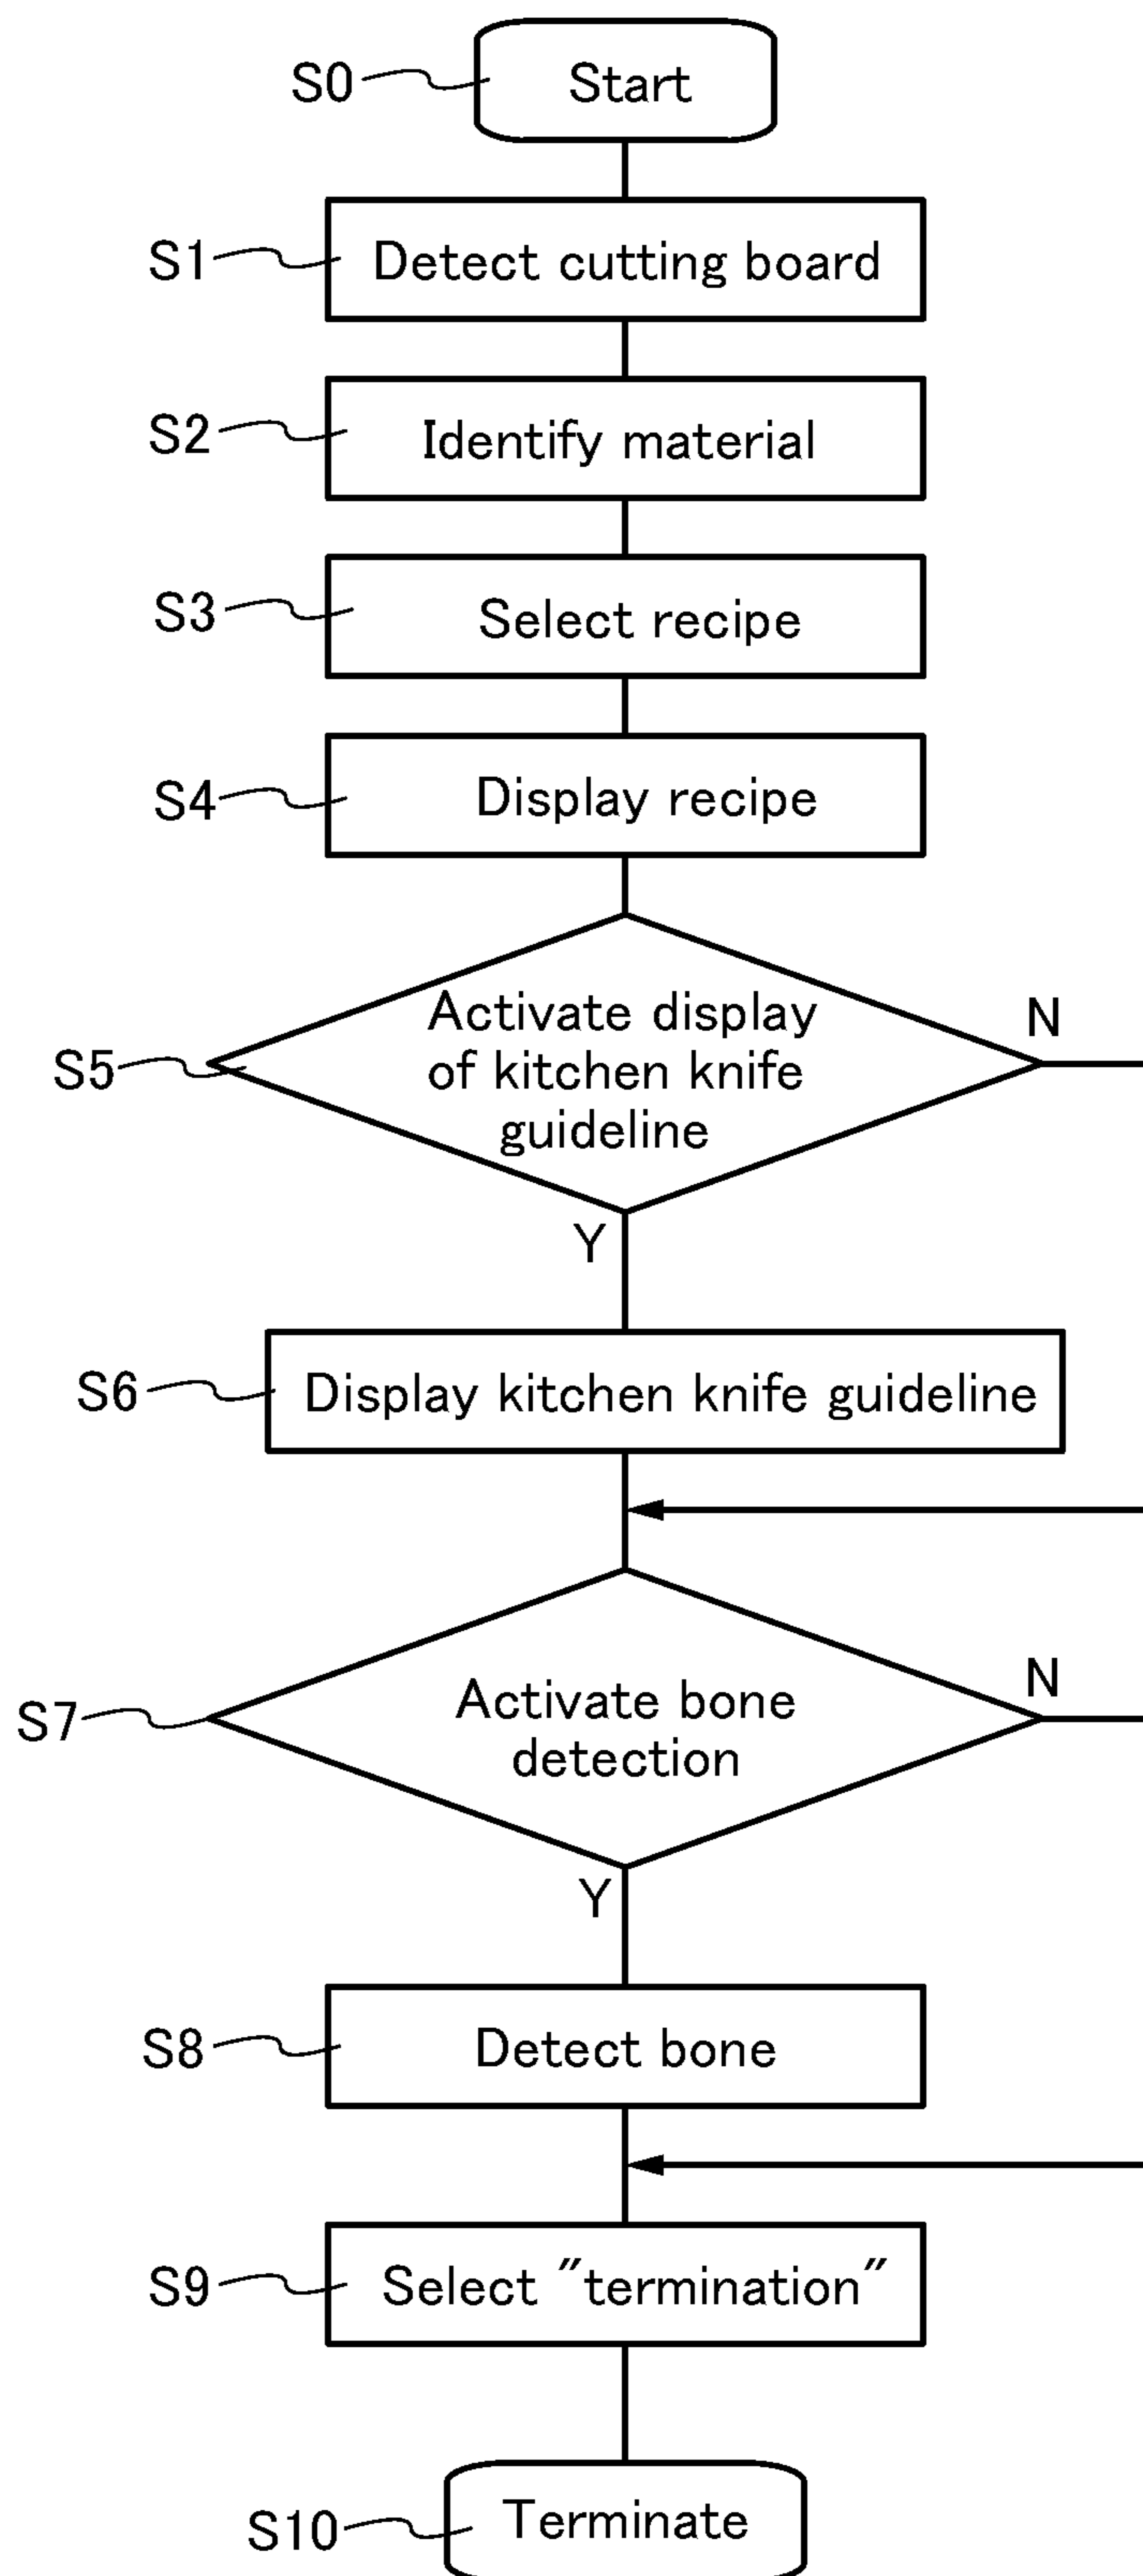 S0
Start
S1
Detect cutting board
S2
Identify material
S3
Select recipe
S4
Display recipe
S5
Activate display
of kitchen knife
guideline
N
Y
S6
Display kitchen knife guideline
S7
Activate bone
detection
N
Y
S8
Detect bone
S9
Select "termination"
S10
Terminate